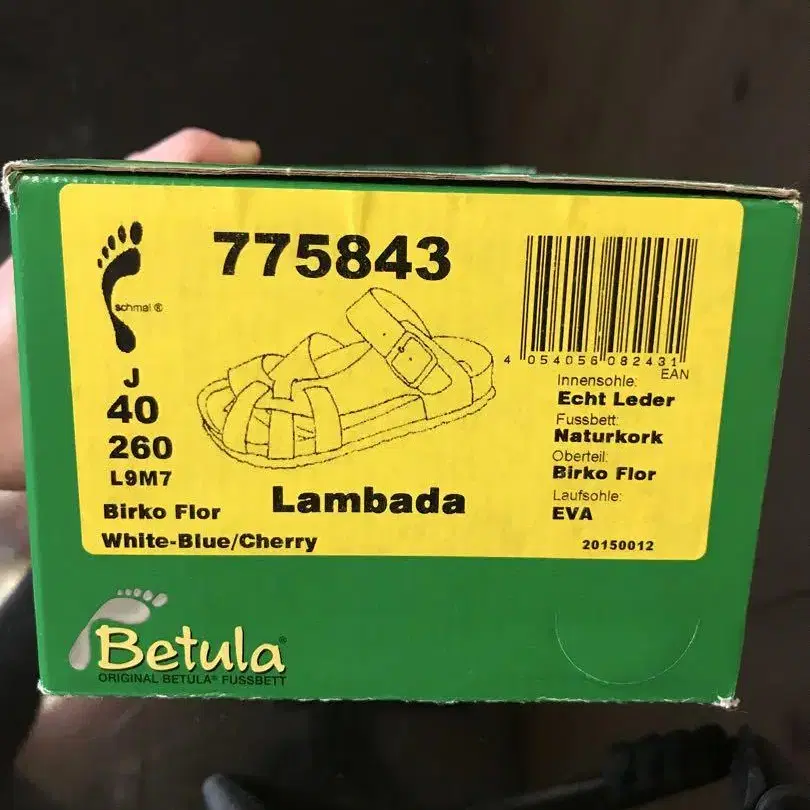 775843
schmal ®
J
40
260
L9M7
Birko Flor
White-Blue/Cherry
Lambada
4 054056 082431
EAN
Innensohle:
Echt Leder
Fussbett:
Naturkork
Oberteil:
Birko Flor
Laufsohle:
EVA
20150012
Betula®
ORIGINAL BETULA® FUSSBETT